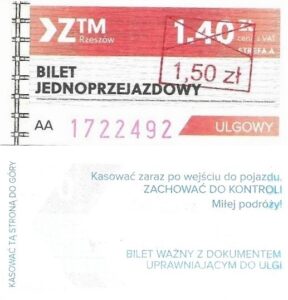 ZTM
Rzeszów
1.40 zł
cena z VAT
STREFA A
1,50 zł
BILET
JEDNOPRZEJAZDOWY
AA 1722492
ULGOWY
KASOWAĆ TĄ STRONĄ DO GÓRY
Kasować zaraz po wejściu do pojazdu.
ZACHOWAĆ DO KONTROLI
Miłej podróży!
BILET WAŻNY Z DOKUMENTEM
UPRAWNIAJĄCYM DO ULGI